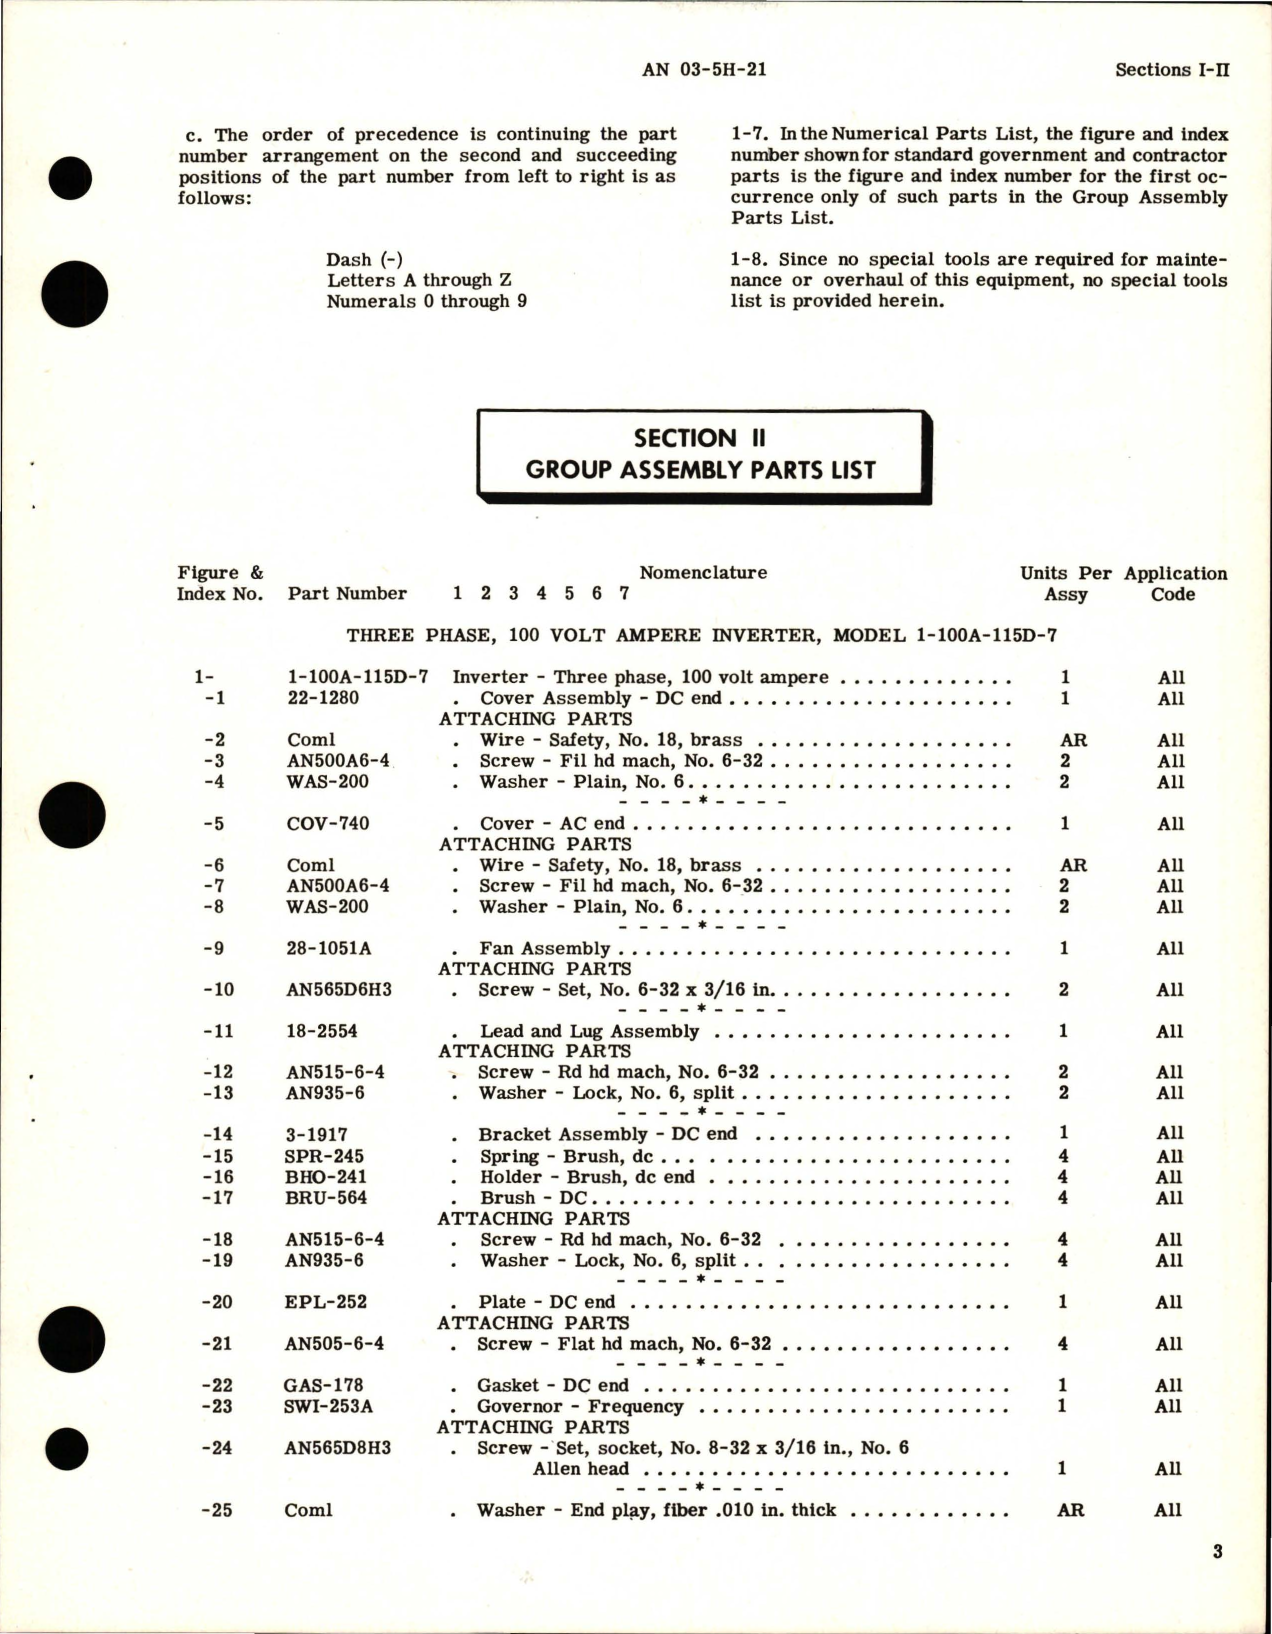 AN 03-5H-21
Sections I-II
c. The order of precedence is continuing the part
number arrangement on the second and succeeding
positions of the part number from left to right is as
follows:
Dash (-)
Letters A through Z
Numerals 0 through 9
1-7. In the Numerical Parts List, the figure and index
number shown for standard government and contractor
parts is the figure and index number for the first oc-
currence only of such parts in the Group Assembly
Parts List.
1-8. Since no special tools are required for mainte-
nance or overhaul of this equipment, no special tools
list is provided herein.
SECTION II
GROUP ASSEMBLY PARTS LIST
Figure & Nomenclature Units Per Application
Index No. Part Number 1 2 3 4 5 6 7 Assy Code
THREE PHASE, 100 VOLT AMPERE INVERTER, MODEL 1-100A-115D-7
1- 1-100A-115D-7 Inverter - Three phase, 100 volt ampere . . . . . . . . . . . . . 1 All
-1 22-1280 . Cover Assembly - DC end . . . . . . . . . . . . . . . . . . . . . 1 All
ATTACHING PARTS
-2 Coml . Wire - Safety, No. 18, brass . . . . . . . . . . . . . . . . . . . AR All
-3 AN500A6-4 . Screw - Fil hd mach, No. 6-32 . . . . . . . . . . . . . . . . . . 2 All
-4 WAS-200 . Washer - Plain, No. 6 . . . . . . . . . . . . . . . . . . . . . . . . 2 All
- - - - * - - - -
-5 COV-740 . Cover - AC end . . . . . . . . . . . . . . . . . . . . . . . . . . . . 1 All
ATTACHING PARTS
-6 Coml . Wire - Safety, No. 18, brass . . . . . . . . . . . . . . . . . . . AR All
-7 AN500A6-4 . Screw - Fil hd mach, No. 6-32 . . . . . . . . . . . . . . . . . . 2 All
-8 WAS-200 . Washer - Plain, No. 6 . . . . . . . . . . . . . . . . . . . . . . . . 2 All
- - - - * - - - -
-9 28-1051A . Fan Assembly . . . . . . . . . . . . . . . . . . . . . . . . . . . . . 1 All
ATTACHING PARTS
-10 AN565D6H3 . Screw - Set, No. 6-32 x 3/16 in. . . . . . . . . . . . . . . . . . 2 All
- - - - * - - - -
-11 18-2554 . Lead and Lug Assembly . . . . . . . . . . . . . . . . . . . . . . 1 All
ATTACHING PARTS
-12 AN515-6-4 . Screw - Rd hd mach, No. 6-32 . . . . . . . . . . . . . . . . . . 2 All
-13 AN935-6 . Washer - Lock, No. 6, split . . . . . . . . . . . . . . . . . . . . 2 All
- - - - * - - - -
-14 3-1917 . Bracket Assembly - DC end . . . . . . . . . . . . . . . . . . . 1 All
-15 SPR-245 . Spring - Brush, dc . . . . . . . . . . . . . . . . . . . . . . . . . . 4 All
-16 BHO-241 . Holder - Brush, dc end . . . . . . . . . . . . . . . . . . . . . . . 4 All
-17 BRU-564 . Brush - DC . . . . . . . . . . . . . . . . . . . . . . . . . . . . . . . 4 All
ATTACHING PARTS
-18 AN515-6-4 . Screw - Rd hd mach, No. 6-32 . . . . . . . . . . . . . . . . . 4 All
-19 AN935-6 . Washer - Lock, No. 6, split . . . . . . . . . . . . . . . . . . . . 4 All
- - - - * - - - -
-20 EPL-252 . Plate - DC end . . . . . . . . . . . . . . . . . . . . . . . . . . . . 1 All
ATTACHING PARTS
-21 AN505-6-4 . Screw - Flat hd mach, No. 6-32 . . . . . . . . . . . . . . . . . 4 All
- - - - * - - - -
-22 GAS-178 . Gasket - DC end . . . . . . . . . . . . . . . . . . . . . . . . . . . 1 All
-23 SWI-253A . Governor - Frequency . . . . . . . . . . . . . . . . . . . . . . . 1 All
ATTACHING PARTS
-24 AN565D8H3 . Screw - Set, socket, No. 8-32 x 3/16 in., No. 6
Allen head . . . . . . . . . . . . . . . . . . . . . . . . . . . 1 All
- - - - * - - - -
-25 Coml . Washer - End play, fiber .010 in. thick . . . . . . . . . . . . AR All
3